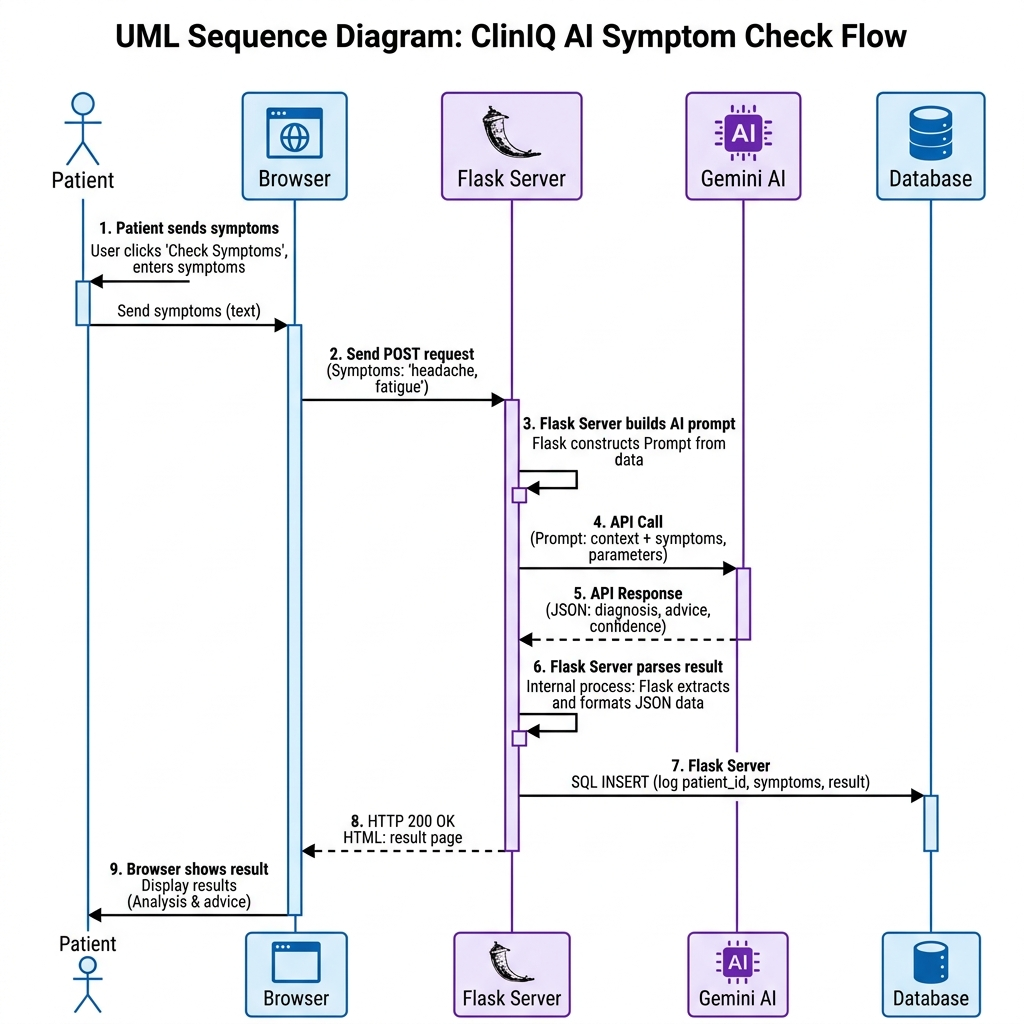 UML Sequence Diagram: ClinIQ AI Symptom Check Flow
Patient
Browser
Flask Server
AI
Gemini AI
Database
1. Patient sends symptoms
User clicks 'Check Symptoms',
enters symptoms
Send symptoms (text)
2. Send POST request
(Symptoms: 'headache,
fatigue')
3. Flask Server builds AI prompt
Flask constructs Prompt from
data
4. API Call
(Prompt: context + symptoms,
parameters)
5. API Response
(JSON: diagnosis, advice,
confidence)
6. Flask Server parses result
Internal process: Flask extracts
and formats JSON data
7. Flask Server
SQL INSERT (log patient_id, symptoms, result)
8. HTTP 200 OK
HTML: result page
9. Browser shows result
Display results
(Analysis & advice)
Patient
Browser
Flask Server
AI
Gemini AI
Database